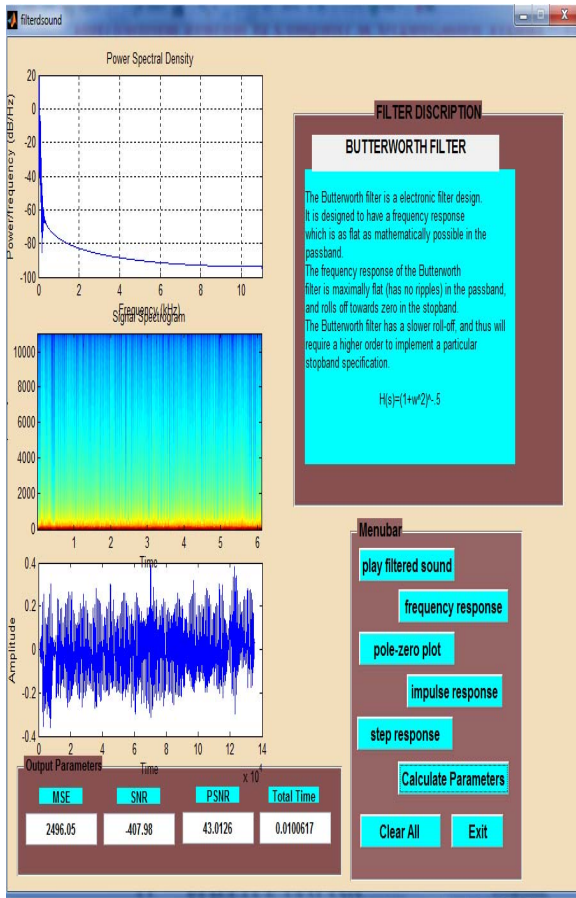 filterdsound
Power Spectral Density
Power/frequency (dB/Hz)
20
0
-20
-40
-60
-80
-100
0 2 4 6 8 10
Frequency (kHz)
Signal Spectrogram
10000
8000
6000
4000
2000
0
1 2 3 4 5 6
Time
Amplitude
0.4
0.2
0
-0.2
-0.4
0 2 4 6 8 10 12 14
Time
x 10^4
Output Parameters
MSE SNR PSNR Total Time
2496.05 -407.98 43.0126 0.0100617
FILTER DISCRIPTION
BUTTERWORTH FILTER
The Butterworth filter is a electronic filter design.
It is designed to have a frequency response
which is as flat as mathematically possible in the
passband.
The frequency response of the Butterworth
filter is maximally flat (has no ripples) in the passband,
and rolls off towards zero in the stopband.
The Butterworth filter has a slower roll-off, and thus will
require a higher order to implement a particular
stopband specification.
H(s)=(1+w^2)^-.5
Menubar
play filtered sound
frequency response
pole-zero plot
impulse response
step response
Calculate Parameters
Clear All Exit